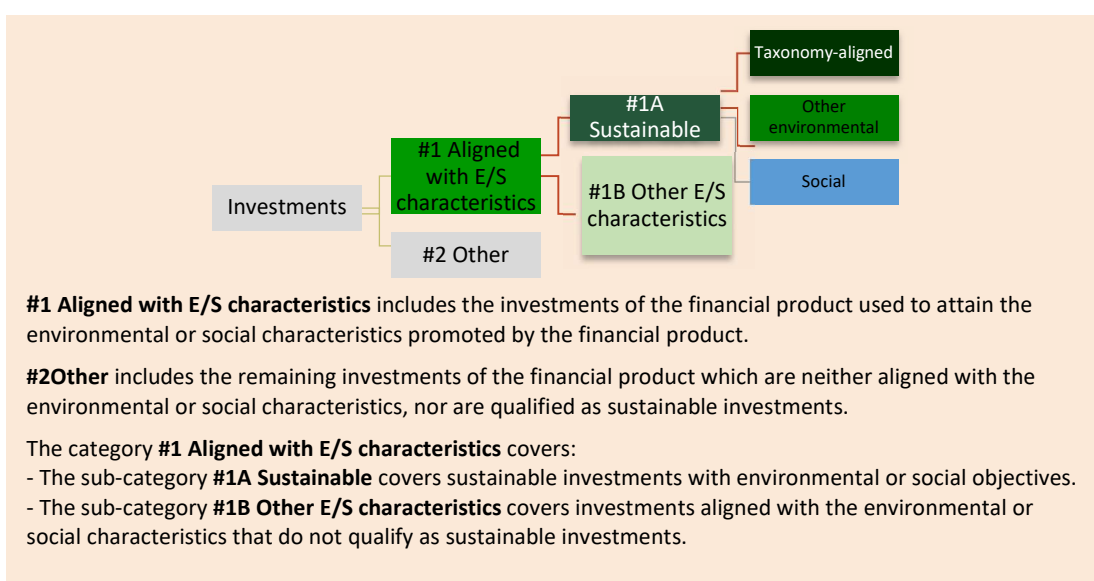 Taxonomy-aligned
#1A
Sustainable
Other
environmental
#1 Aligned
with E/S
characteristics
#1B Other E/S
characteristics
Social
Investments
#2 Other
#1 Aligned with E/S characteristics includes the investments of the financial product used to attain the
environmental or social characteristics promoted by the financial product.
#2Other includes the remaining investments of the financial product which are neither aligned with the
environmental or social characteristics, nor are qualified as sustainable investments.
The category #1 Aligned with E/S characteristics covers:
- The sub-category #1A Sustainable covers sustainable investments with environmental or social objectives.
- The sub-category #1B Other E/S characteristics covers investments aligned with the environmental or
social characteristics that do not qualify as sustainable investments.